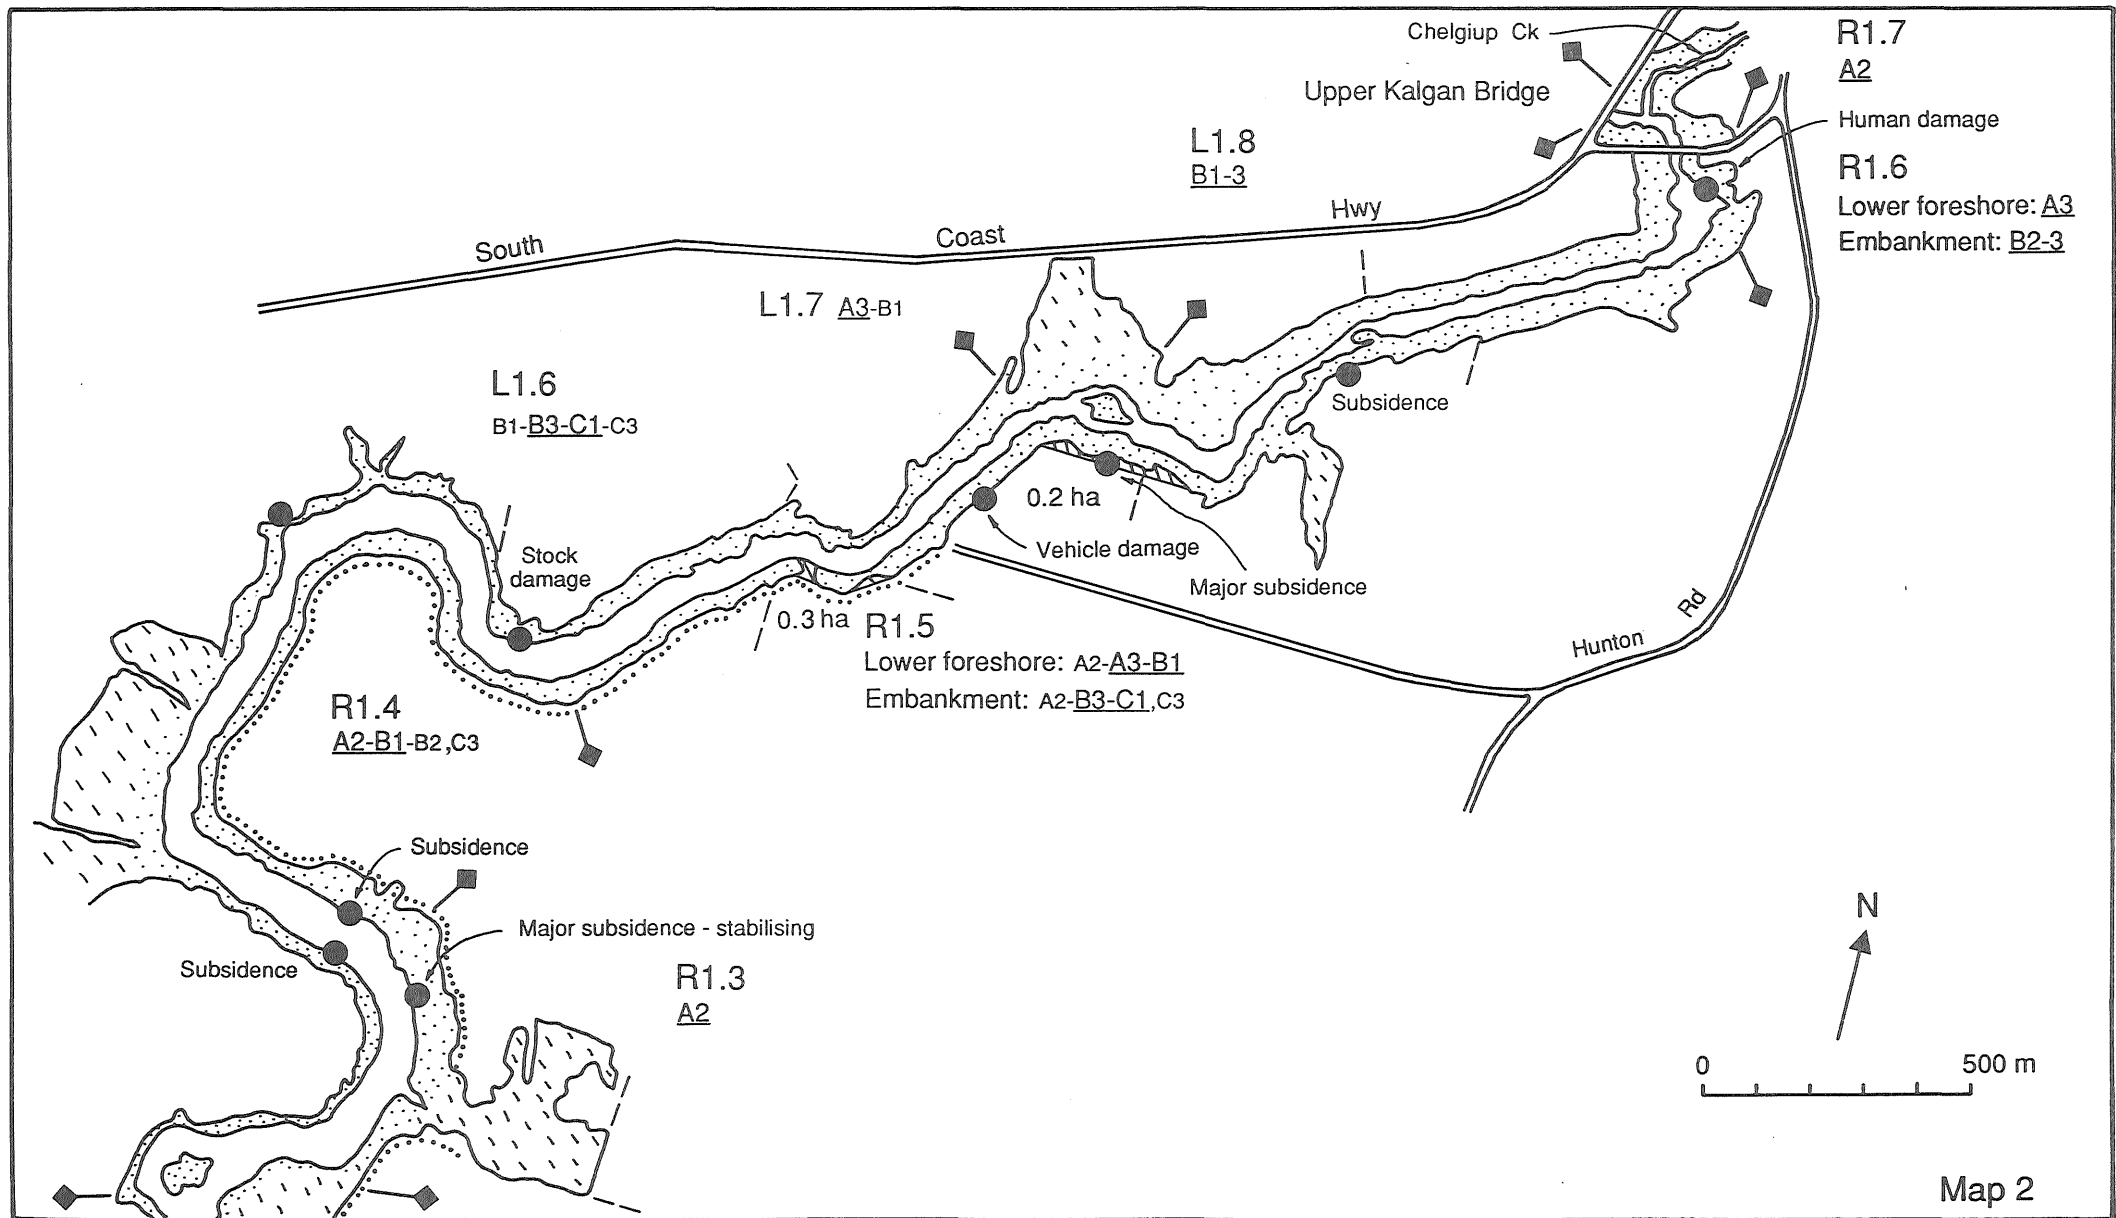 Chelgiup Ck
R1.7
A2
Upper Kalgan Bridge
Human damage
L1.8
B1-3
R1.6
Lower foreshore: A3
Embankment: B2-3
South Coast Hwy
L1.7 A3-B1
L1.6
B1-B3-C1-C3
Subsidence
0.2 ha
Stock
damage
Vehicle damage
Major subsidence
0.3 ha
R1.5
Lower foreshore: A2-A3-B1
Embankment: A2-B3-C1,C3
Hunton Rd
R1.4
A2-B1-B2,C3
Subsidence
Major subsidence - stabilising
Subsidence
R1.3
A2
N
0 500 m
Map 2